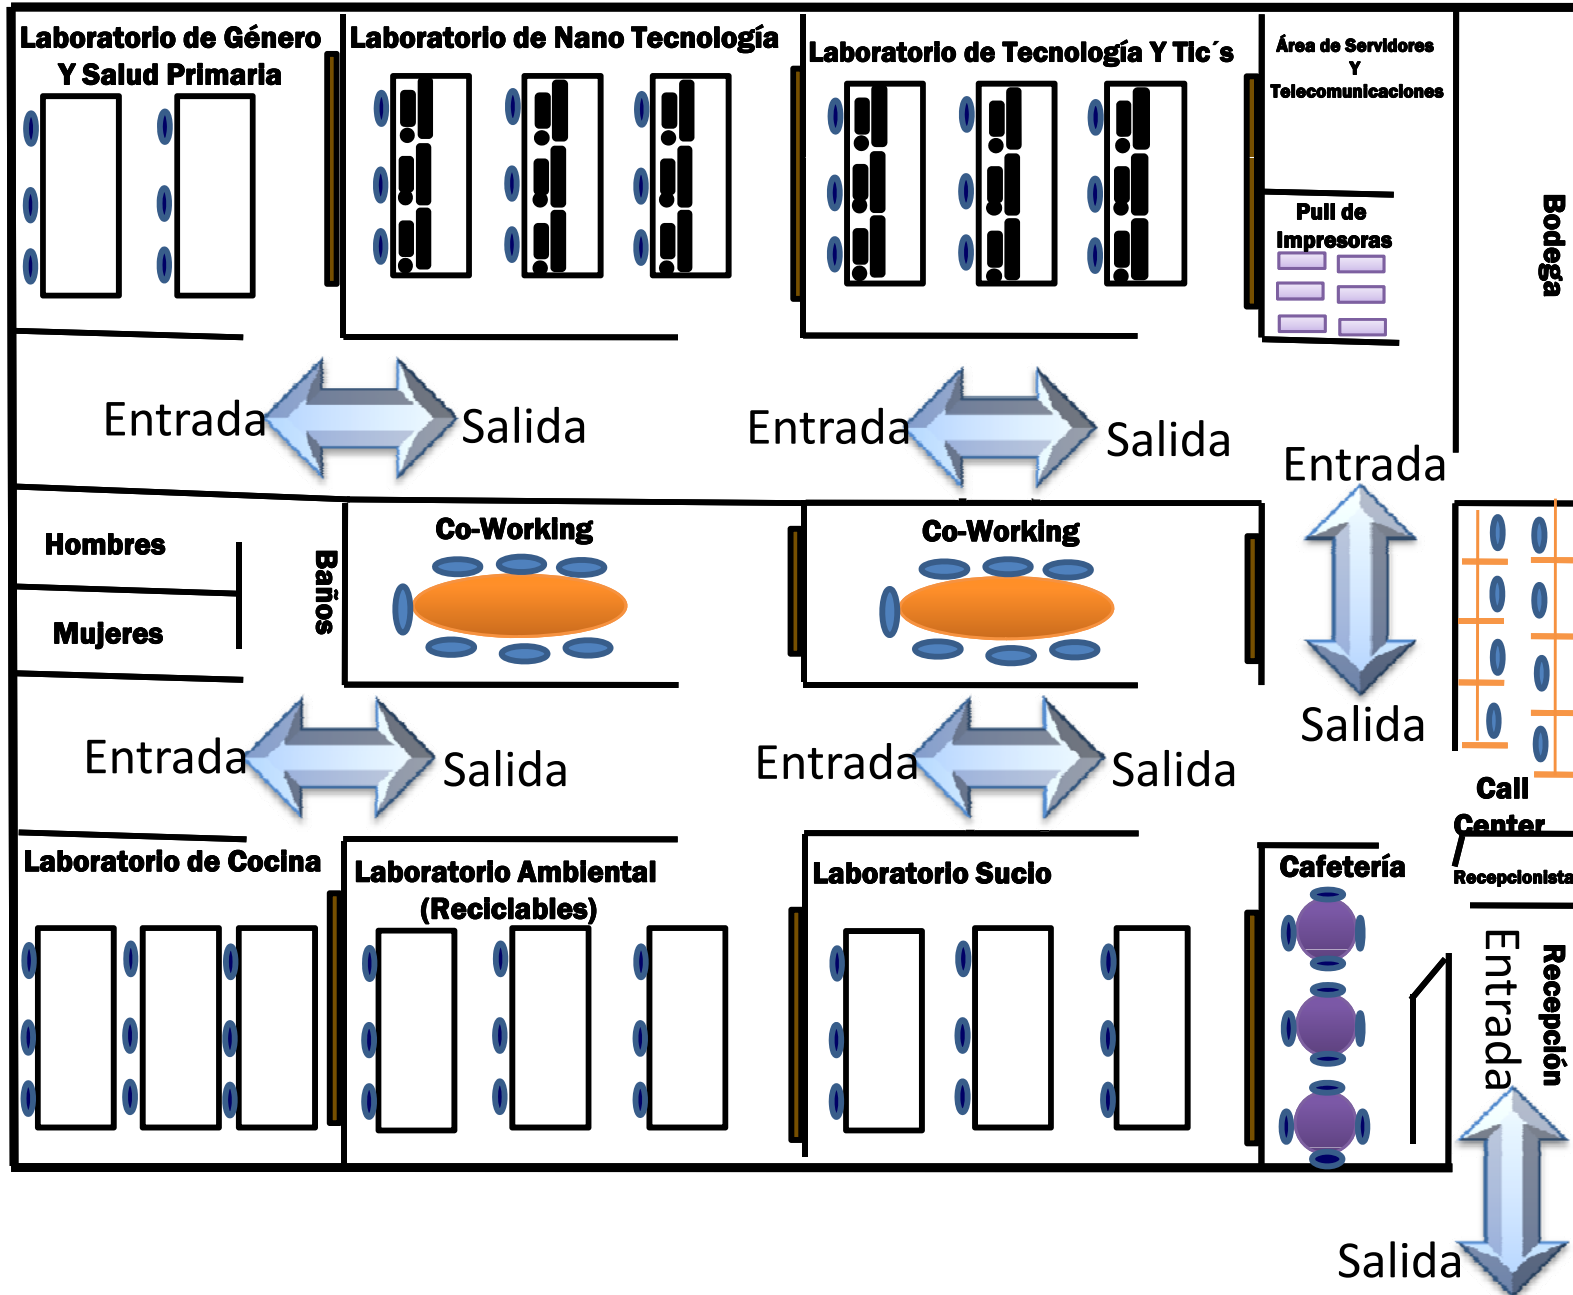 Laboratorio de Género
Y Salud Primaria
Laboratorio de Nano Tecnología
Laboratorio de Tecnología Y Tic´s
Área de Servidores
Y
Telecomunicaciones
Pull de
Impresoras
Bodega
Entrada
Salida
Entrada
Salida
Entrada
Salida
Hombres
Mujeres
Baños
Co-Working
Co-Working
Call
Center
Entrada
Salida
Entrada
Salida
Laboratorio de Cocina
Laboratorio Ambiental
(Reciclables)
Laboratorio Sucio
Cafetería
Recepcionista
Recepción
Entrada
Salida